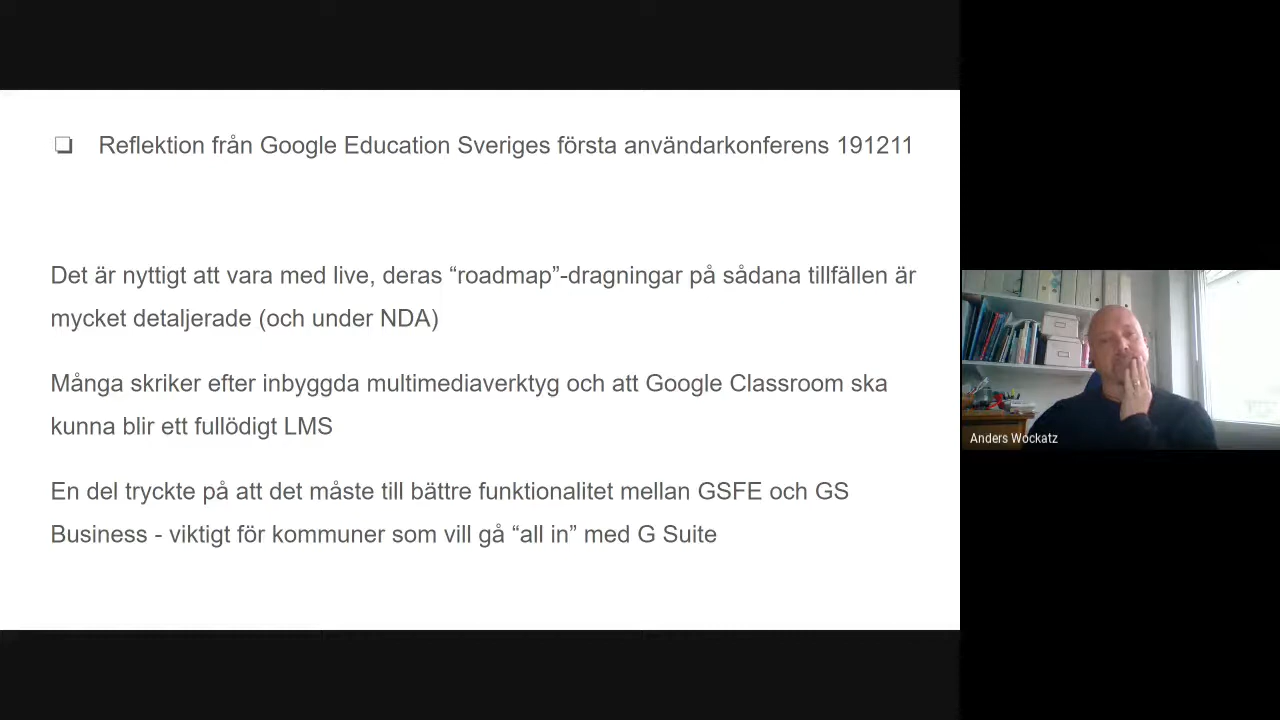 Reflektion från Google Education Sveriges första användarkonferens 191211
Det är nyttigt att vara med live, deras “roadmap”-dragningar på sådana tillfällen är
mycket detaljerade (och under NDA)
Många skriker efter inbyggda multimediaverktyg och att Google Classroom ska
kunna blir ett fullödigt LMS
En del tryckte på att det måste till bättre funktionalitet mellan GSFE och GS
Business - viktigt för kommuner som vill gå “all in” med G Suite
Anders Wockatz